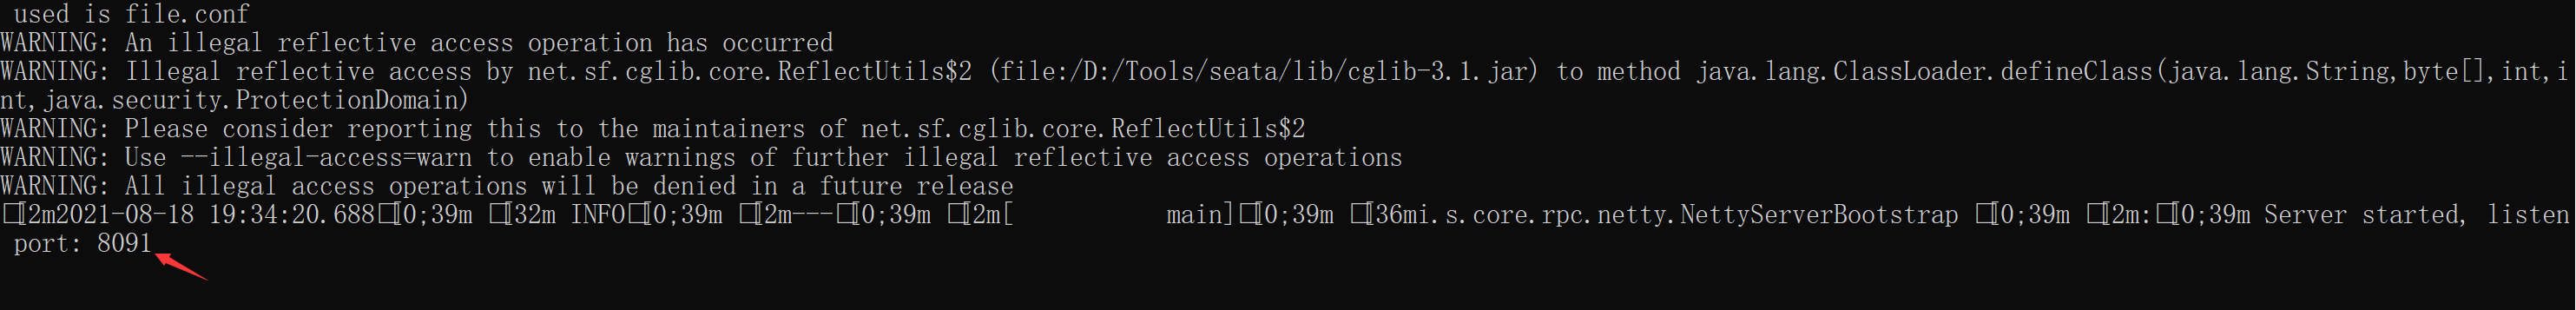 used is file.conf
WARNING: An illegal reflective access operation has occurred
WARNING: Illegal reflective access by net.sf.cglib.core.ReflectUtils$2 (file:/D:/Tools/seata/lib/cglib-3.1.jar) to method java.lang.ClassLoader.defineClass(java.lang.String,byte[],int,i
nt,java.security.ProtectionDomain)
WARNING: Please consider reporting this to the maintainers of net.sf.cglib.core.ReflectUtils$2
WARNING: Use --illegal-access=warn to enable warnings of further illegal reflective access operations
WARNING: All illegal access operations will be denied in a future release
□[2m2021-08-18 19:34:20.688□[0;39m □[32m INFO□[0;39m □[2m---□[0;39m □[2m[           main]□[0;39m □[36mi.s.core.rpc.netty.NettyServerBootstrap □[0;39m □[2m:□[0;39m Server started, listen
port: 8091